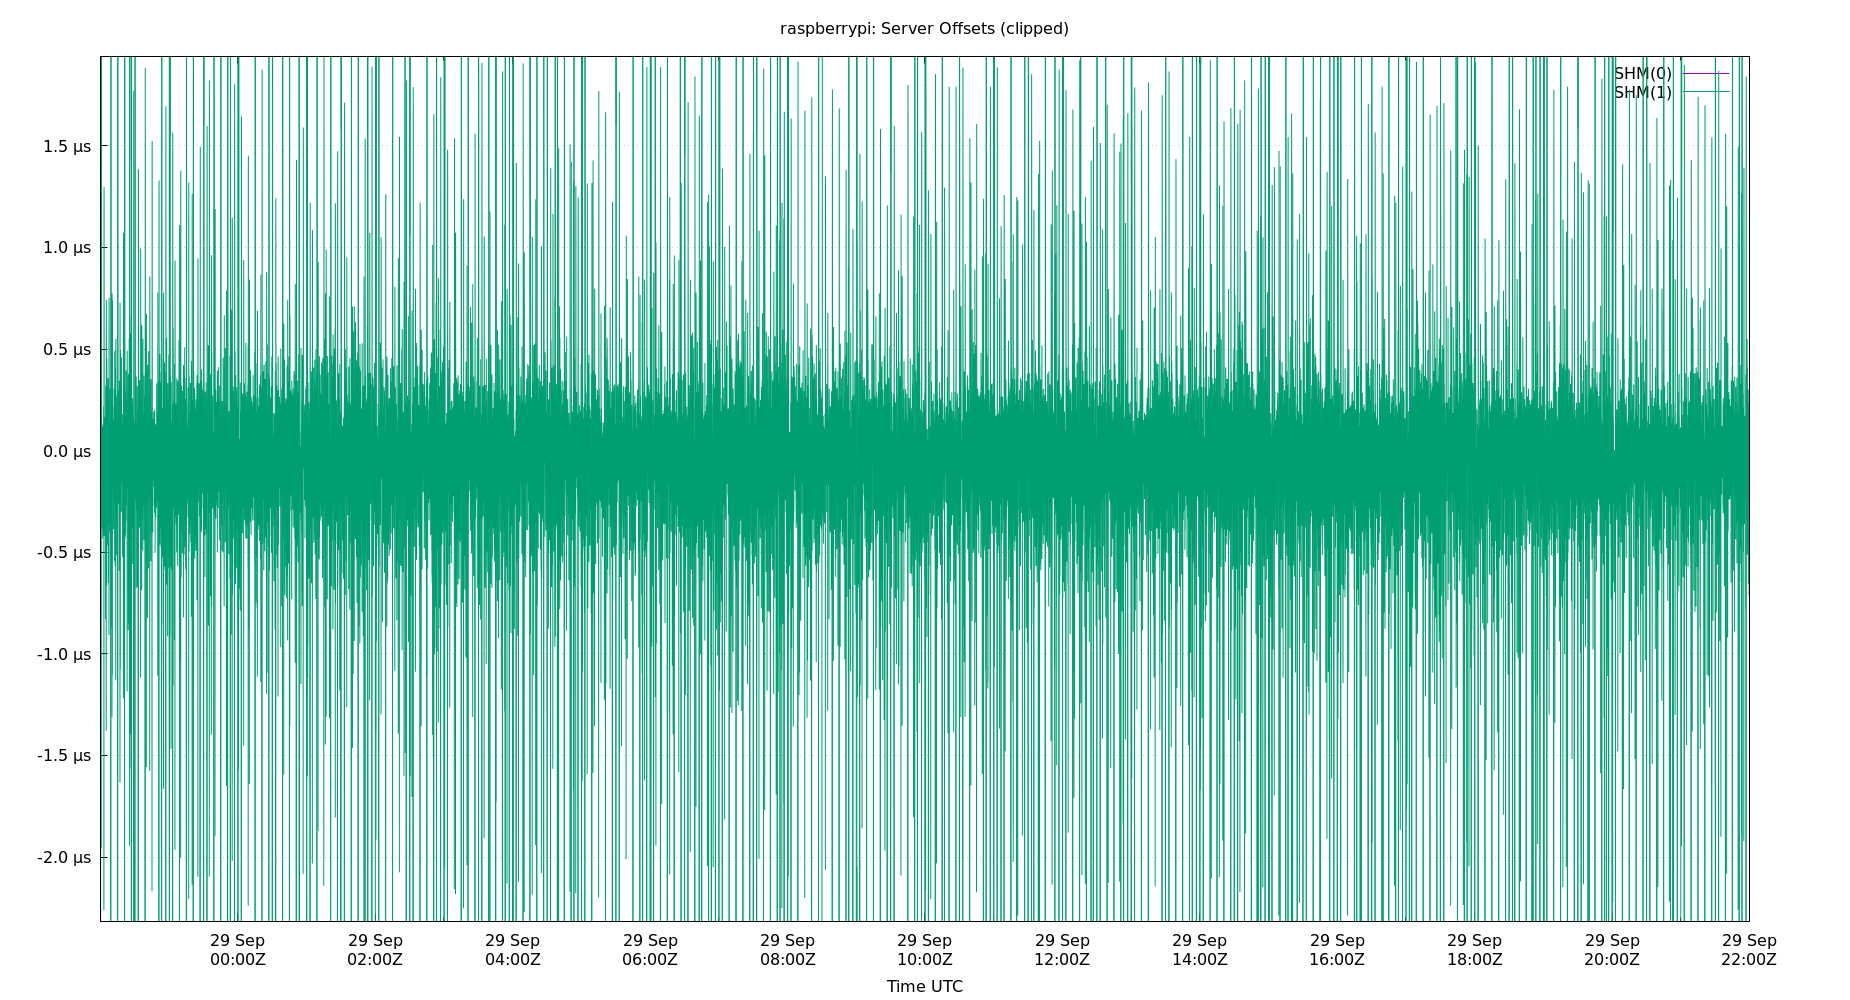 raspberrypi: Server Offsets (clipped)
SHM(0)
SHM(1)
1.5 µs
1.0 µs
0.5 µs
0.0 µs
-0.5 µs
-1.0 µs
-1.5 µs
-2.0 µs
29 Sep 29 Sep 29 Sep 29 Sep 29 Sep 29 Sep 29 Sep 29 Sep 29 Sep 29 Sep 29 Sep 29 Sep
00:00Z 02:00Z 04:00Z 06:00Z 08:00Z 10:00Z 12:00Z 14:00Z 16:00Z 18:00Z 20:00Z 22:00Z
Time UTC